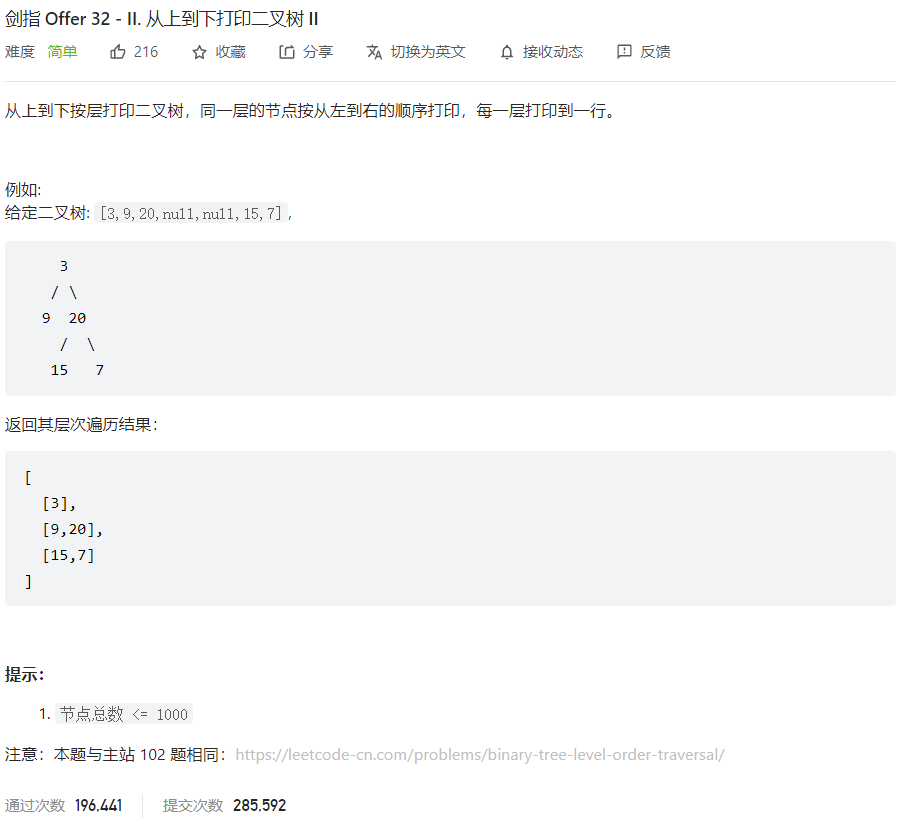 剑指 Offer 32 - II. 从上到下打印二叉树 II
难度 简单 216 收藏 分享 切换为英文 接收动态 反馈
从上到下按层打印二叉树，同一层的节点按从左到右的顺序打印，每一层打印到一行。
例如:
给定二叉树: [3,9,20,null,null,15,7],
3
/ \
9 20
/ \
15 7
返回其层次遍历结果：
[
[3],
[9,20],
[15,7]
]
提示：
1. 节点总数 <= 1000
注意：本题与主站 102 题相同：https://leetcode-cn.com/problems/binary-tree-level-order-traversal/
通过次数 196,441 提交次数 285,592